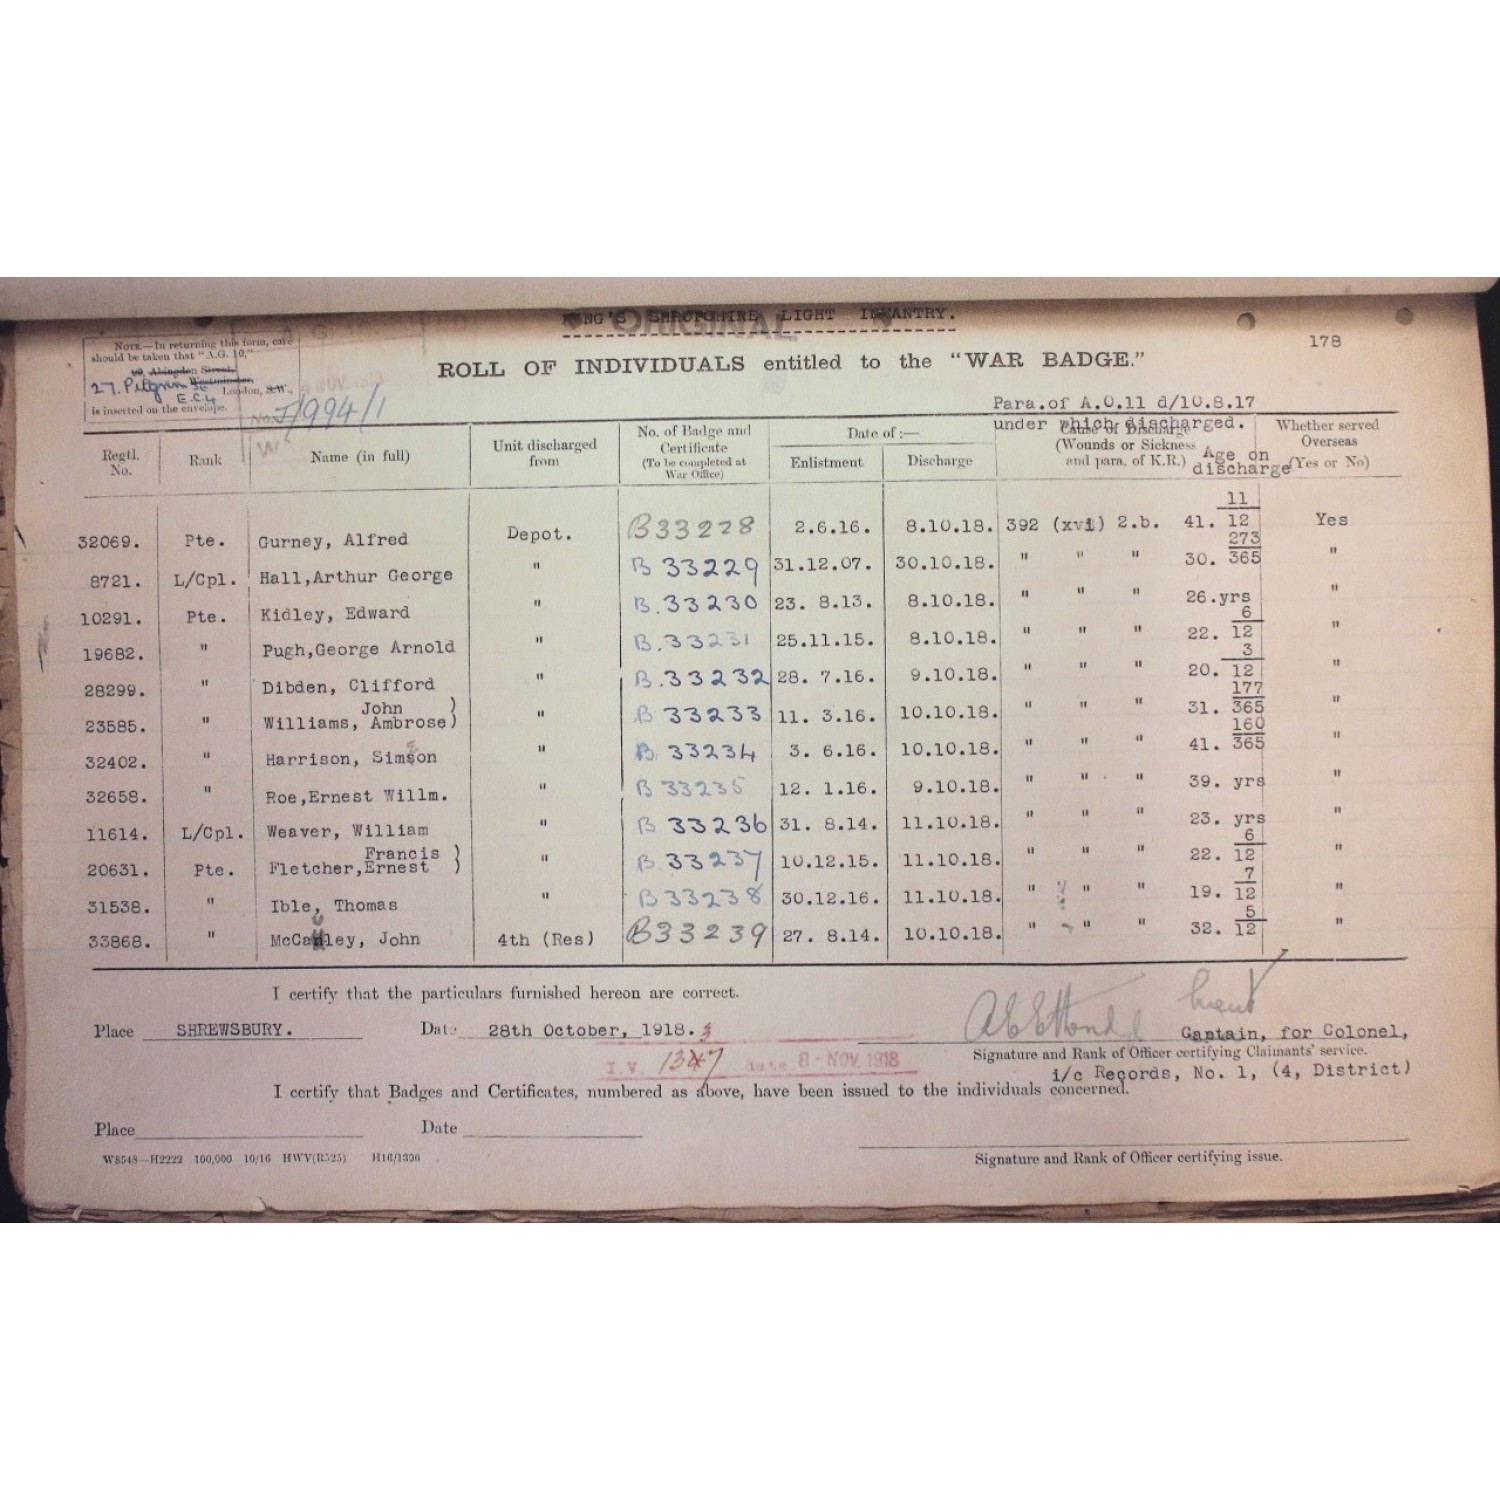 KING'S SHROPSHIRE LIGHT INFANTRY.
ORIGINAL
178
NOTE.—In returning this form, care
should be taken that "A.G. 10,"
27. Pilgrim St
London, S.W.,
E.C.4
is inserted on the envelope.
ROLL OF INDIVIDUALS entitled to the "WAR BADGE."
No. J/994/1
Para. of A.O.11 d/10.8.17
under which discharged.
Regtl. No. Rank Name (in full) Unit discharged from No. of Badge and Certificate (To be completed at War Office) Date of :— Enlistment Discharge Cause of Discharge (Wounds or Sickness and para. of K.R.) Age on discharge Whether served Overseas (Yes or No)
32069. Pte. Gurney, Alfred Depot. B33228 2.6.16. 8.10.18. 392 (xvi) 2.b. 41. 11/12 Yes
8721. L/Cpl. Hall,Arthur George " B 33229 31.12.07. 30.10.18. " " " 30. 273/365 "
10291. Pte. Kidley, Edward " B.33230 23. 8.13. 8.10.18. " " " 26.yrs "
19682. " Pugh,George Arnold " B.33231 25.11.15. 8.10.18. " " " 22. 6/12 "
28299. " Dibden, Clifford " B.33232 28. 7.16. 9.10.18. " " " 20. 3/12 "
23585. " Williams, John Ambrose) " B 33233 11. 3.16. 10.10.18. " " " 31. 177/365 "
32402. " Harrison, Simson " B. 33234 3. 6.16. 10.10.18. " " " 41. 160/365 "
32658. " Roe,Ernest Willm. " B 33235 12. 1.16. 9.10.18. " " " 39. yrs "
11614. L/Cpl. Weaver, William " B 33236 31. 8.14. 11.10.18. " " " 23. yrs "
20631. Pte. Fletcher, Francis Ernest ) " B.33237 10.12.15. 11.10.18. " " " 22. 6/12 "
31538. " Ible, Thomas " B33238 30.12.16. 11.10.18. " " " 19. 7/12 "
33868. " McCauley, John 4th (Res) B33239 27. 8.14. 10.10.18. " " " 32. 5/12 "
I certify that the particulars furnished hereon are correct.
Place SHREWSBURY. Date 28th October, 1918. 3
Captain, for Colonel,
Signature and Rank of Officer certifying Claimants' service.
I.V. 1347 date 8-NOV.1918
i/c Records, No. 1, (4, District)
I certify that Badges and Certificates, numbered as above, have been issued to the individuals concerned.
Place Date
Signature and Rank of Officer certifying issue.
W8548—H2222 100,000 10/16 HWV(R525)